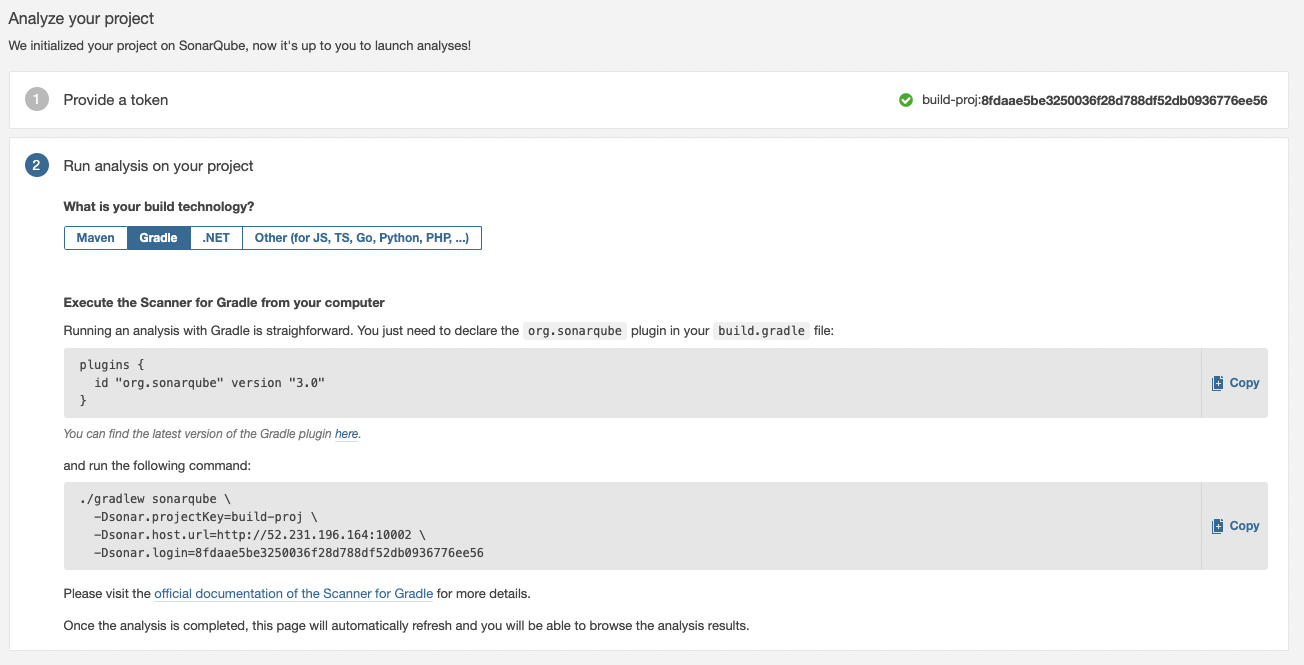 Analyze your project
We initialized your project on SonarQube, now it's up to you to launch analyses!
1 Provide a token build-proj:8fdaae5be3250036f28d788df52db0936776ee56
2 Run analysis on your project
What is your build technology?
Maven Gradle .NET Other (for JS, TS, Go, Python, PHP, ...)
Execute the Scanner for Gradle from your computer
Running an analysis with Gradle is straighforward. You just need to declare the org.sonarqube plugin in your build.gradle file:
plugins {
  id "org.sonarqube" version "3.0"
}
Copy
You can find the latest version of the Gradle plugin here.
and run the following command:
./gradlew sonarqube \
  -Dsonar.projectKey=build-proj \
  -Dsonar.host.url=http://52.231.196.164:10002 \
  -Dsonar.login=8fdaae5be3250036f28d788df52db0936776ee56
Copy
Please visit the official documentation of the Scanner for Gradle for more details.
Once the analysis is completed, this page will automatically refresh and you will be able to browse the analysis results.